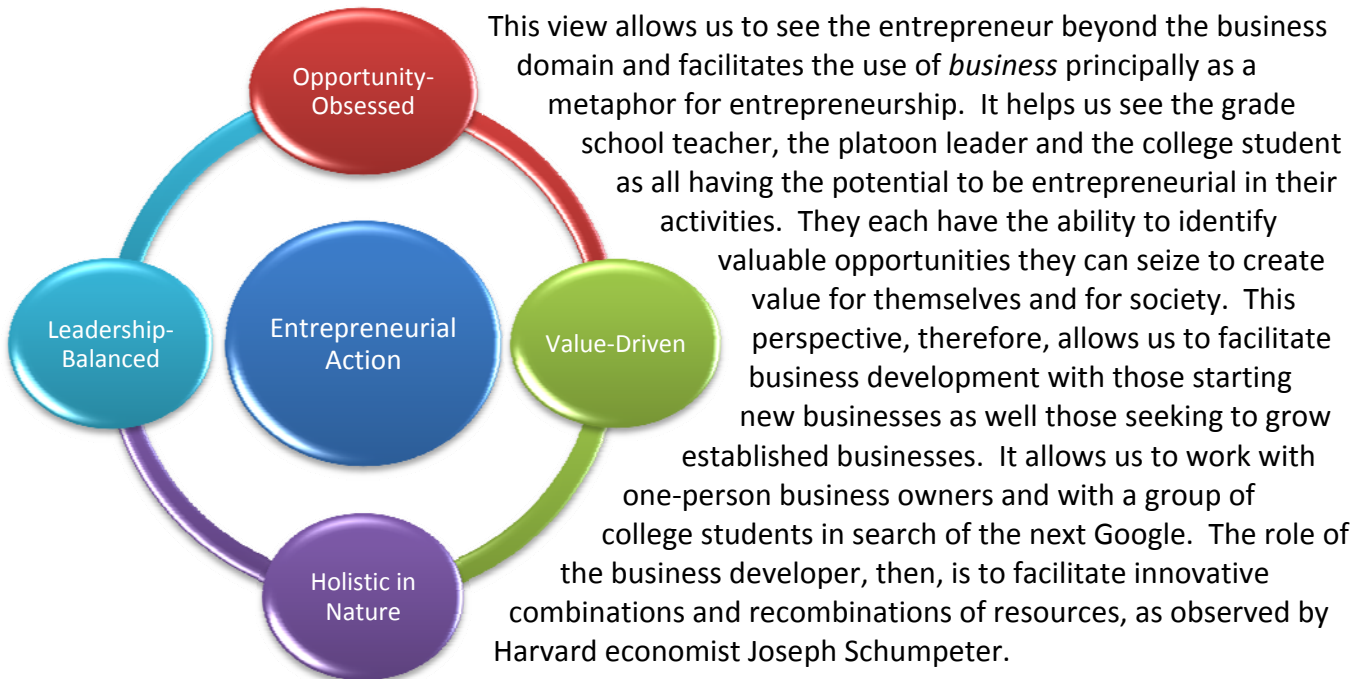 Opportunity-
Obsessed
Leadership-
Balanced
Entrepreneurial
Action
Value-Driven
Holistic in
Nature
This view allows us to see the entrepreneur beyond the business
domain and facilitates the use of business principally as a
metaphor for entrepreneurship. It helps us see the grade
school teacher, the platoon leader and the college student
as all having the potential to be entrepreneurial in their
activities. They each have the ability to identify
valuable opportunities they can seize to create
value for themselves and for society. This
perspective, therefore, allows us to facilitate
business development with those starting
new businesses as well those seeking to grow
established businesses. It allows us to work with
one-person business owners and with a group of
college students in search of the next Google. The role of
the business developer, then, is to facilitate innovative
combinations and recombinations of resources, as observed by
Harvard economist Joseph Schumpeter.